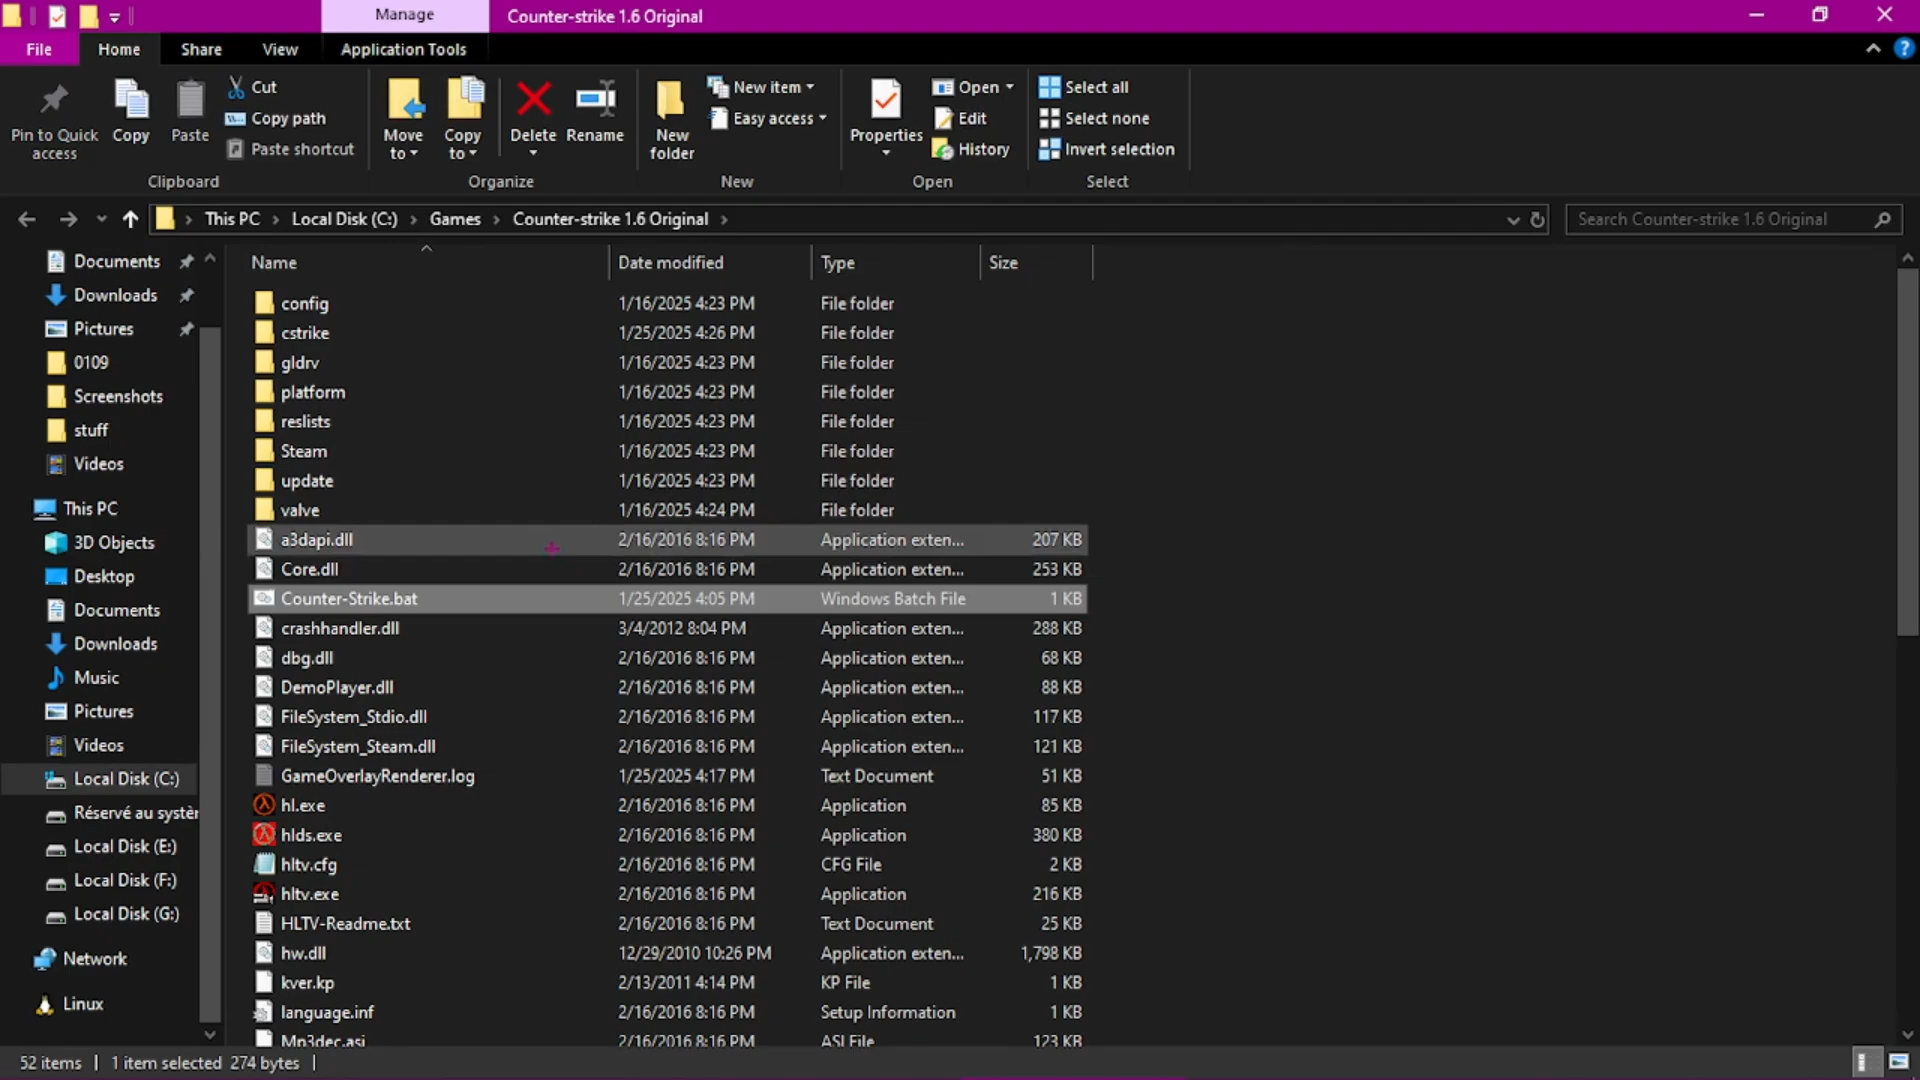 Manage
Counter-strike 1.6 Original
File
Home
Share
View
Application Tools
Pin to Quick access
Copy
Paste
Cut
Copy path
Paste shortcut
Clipboard
Move to
Copy to
Delete
Rename
Organize
New folder
New item
Easy access
New
Properties
Open
Edit
History
Open
Select all
Select none
Invert selection
Select
This PC
Local Disk (C:)
Games
Counter-strike 1.6 Original
Search Counter-strike 1.6 Original
Documents
Downloads
Pictures
0109
Screenshots
stuff
Videos
This PC
3D Objects
Desktop
Documents
Downloads
Music
Pictures
Videos
Local Disk (C:)
Réservé au systèr
Local Disk (E:)
Local Disk (F:)
Local Disk (G:)
Network
Linux
Name Date modified Type Size
config 1/16/2025 4:23 PM File folder
cstrike 1/25/2025 4:26 PM File folder
gldrv 1/16/2025 4:23 PM File folder
platform 1/16/2025 4:23 PM File folder
reslists 1/16/2025 4:23 PM File folder
Steam 1/16/2025 4:23 PM File folder
update 1/16/2025 4:23 PM File folder
valve 1/16/2025 4:24 PM File folder
a3dapi.dll 2/16/2016 8:16 PM Application exten... 207 KB
Core.dll 2/16/2016 8:16 PM Application exten... 253 KB
Counter-Strike.bat 1/25/2025 4:05 PM Windows Batch File 1 KB
crashhandler.dll 3/4/2012 8:04 PM Application exten... 288 KB
dbg.dll 2/16/2016 8:16 PM Application exten... 68 KB
DemoPlayer.dll 2/16/2016 8:16 PM Application exten... 88 KB
FileSystem_Stdio.dll 2/16/2016 8:16 PM Application exten... 117 KB
FileSystem_Steam.dll 2/16/2016 8:16 PM Application exten... 121 KB
GameOverlayRenderer.log 1/25/2025 4:17 PM Text Document 51 KB
hl.exe 2/16/2016 8:16 PM Application 85 KB
hlds.exe 2/16/2016 8:16 PM Application 380 KB
hltv.cfg 2/16/2016 8:16 PM CFG File 2 KB
hltv.exe 2/16/2016 8:16 PM Application 216 KB
HLTV-Readme.txt 2/16/2016 8:16 PM Text Document 25 KB
hw.dll 12/29/2010 10:26 PM Application exten... 1,798 KB
kver.kp 2/13/2011 4:14 PM KP File 1 KB
language.inf 2/16/2016 8:16 PM Setup Information 1 KB
Mp3dec.asi 2/16/2016 8:16 PM ASI File 123 KB
52 items 1 item selected 274 bytes